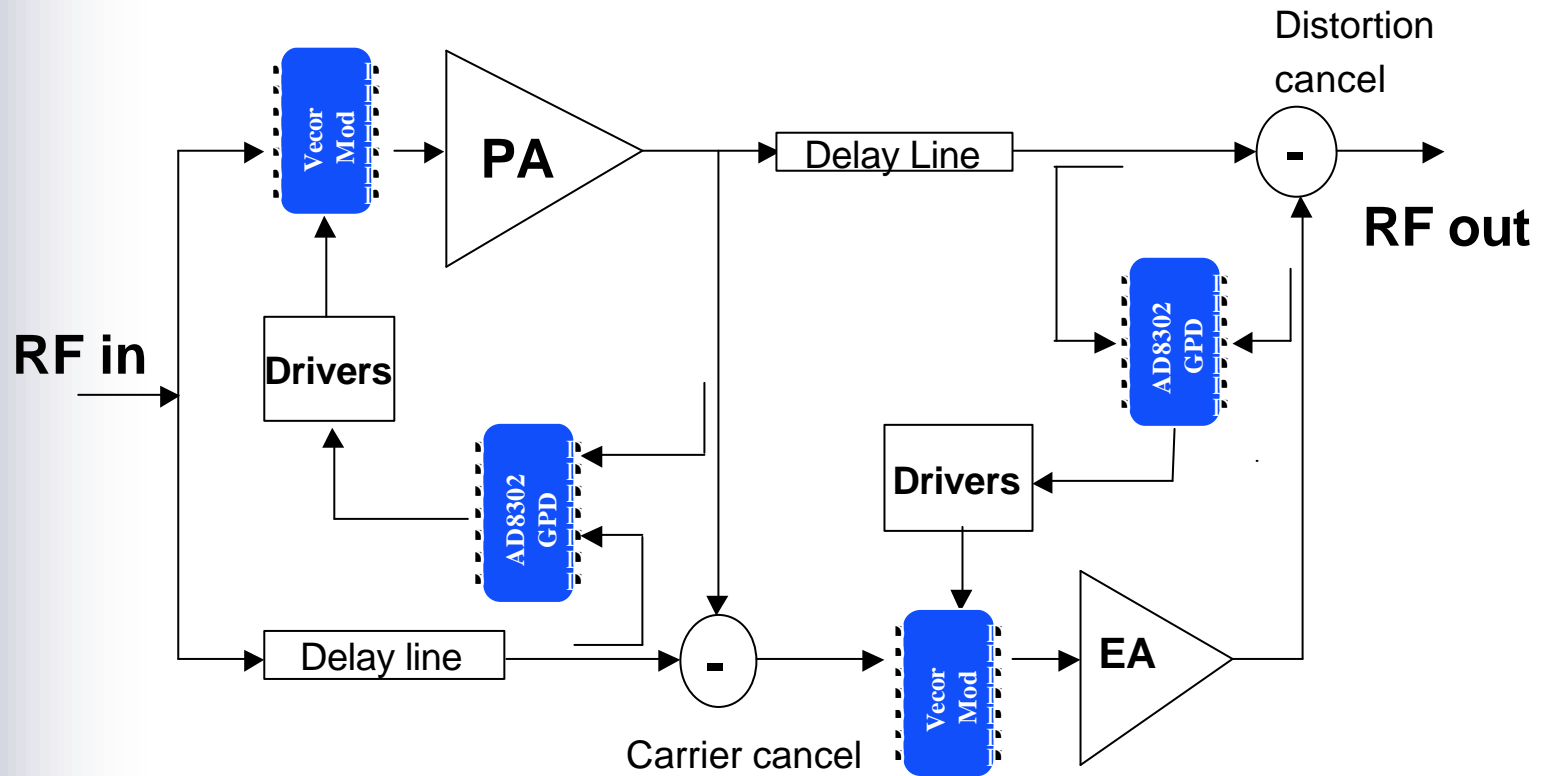 Distortion
cancel
Vecor
Mod
PA
Delay Line
-
RF out
AD8302
GPD
RF in
Drivers
AD8302
GPD
Drivers
Delay line
-
Vecor
Mod
EA
Carrier cancel